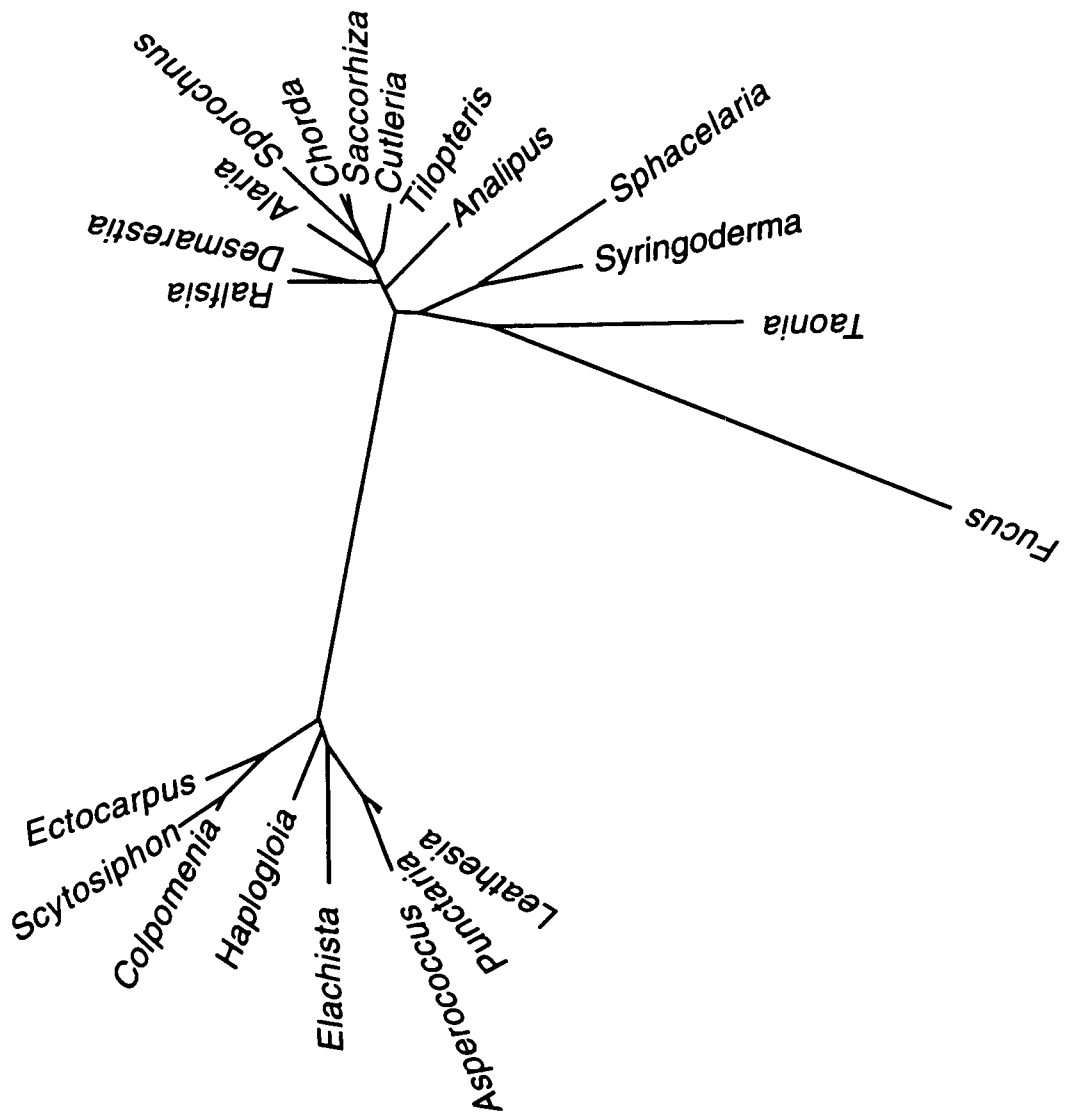 Sporochnus
Chorda
Saccorhiza
Cutleria
Tilopteris
Analipus
Sphacelaria
Alaria
Desmarestia
Ralfsia
Syringoderma
Taonia
Fucus
Ectocarpus
Scytosiphon
Colpomenia
Haplogloia
Elachista
Asperococcus
Punctaria
Leathesia